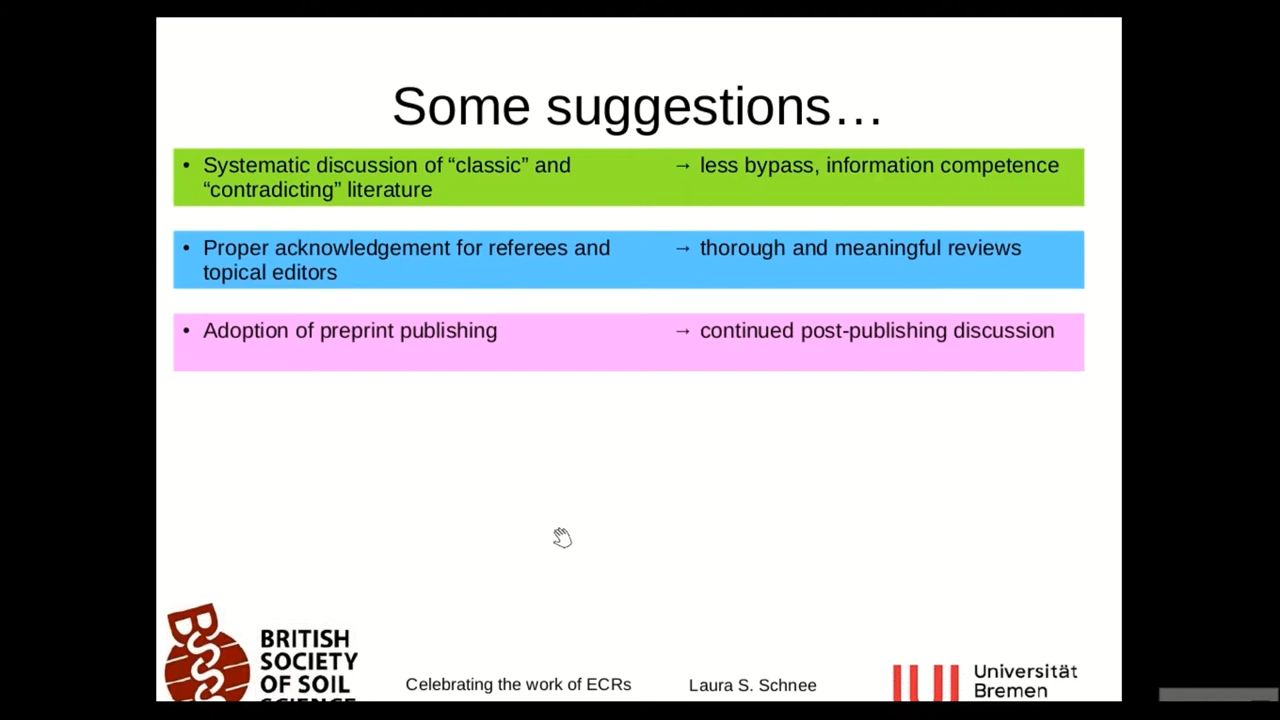 Some suggestions…
• Systematic discussion of “classic” and → less bypass, information competence
“contradicting” literature
• Proper acknowledgement for referees and → thorough and meaningful reviews
topical editors
• Adoption of preprint publishing → continued post-publishing discussion
BSSS
BRITISH
SOCIETY
OF SOIL
SCIENCE
Celebrating the work of ECRs
Laura S. Schnee
Universität
Bremen